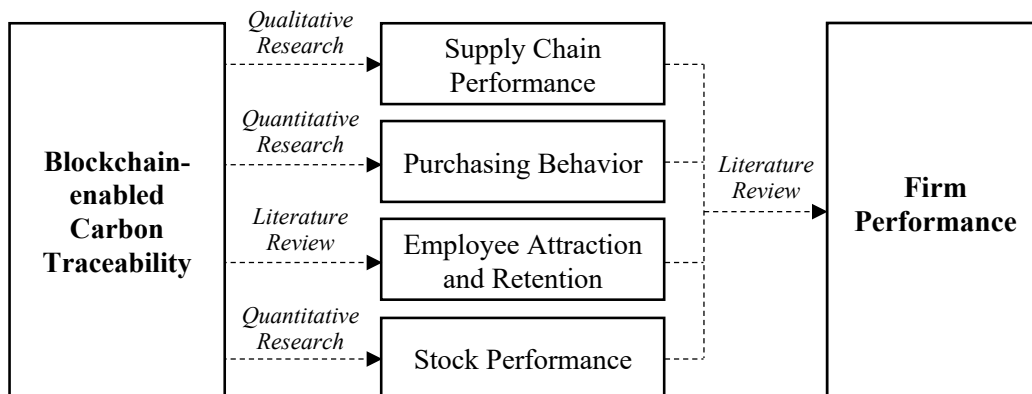 Qualitative
Research
Supply Chain
Performance
Quantitative
Research
Purchasing Behavior
Blockchain-
enabled
Carbon
Traceability
Literature
Review
Employee Attraction
and Retention
Quantitative
Research
Stock Performance
Literature
Review
Firm
Performance